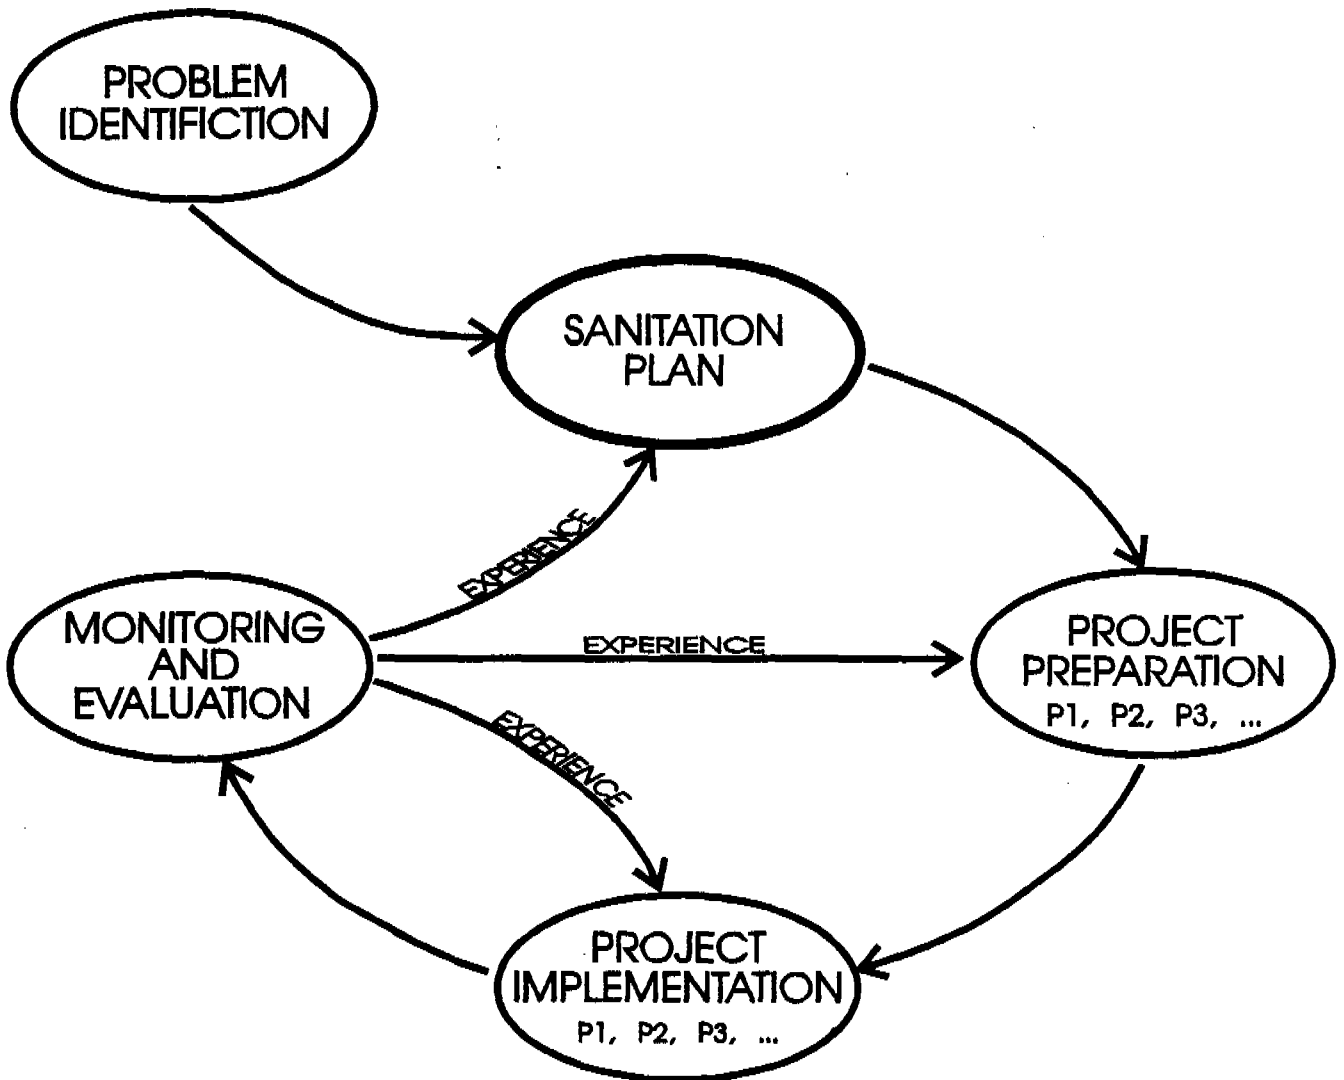 PROBLEM
IDENTIFICTION
SANITATION
PLAN
EXPERIENCE
MONITORING
AND
EVALUATION
EXPERIENCE
PROJECT
PREPARATION
P1, P2, P3, ...
EXPERIENCE
PROJECT
IMPLEMENTATION
P1, P2, P3, ...